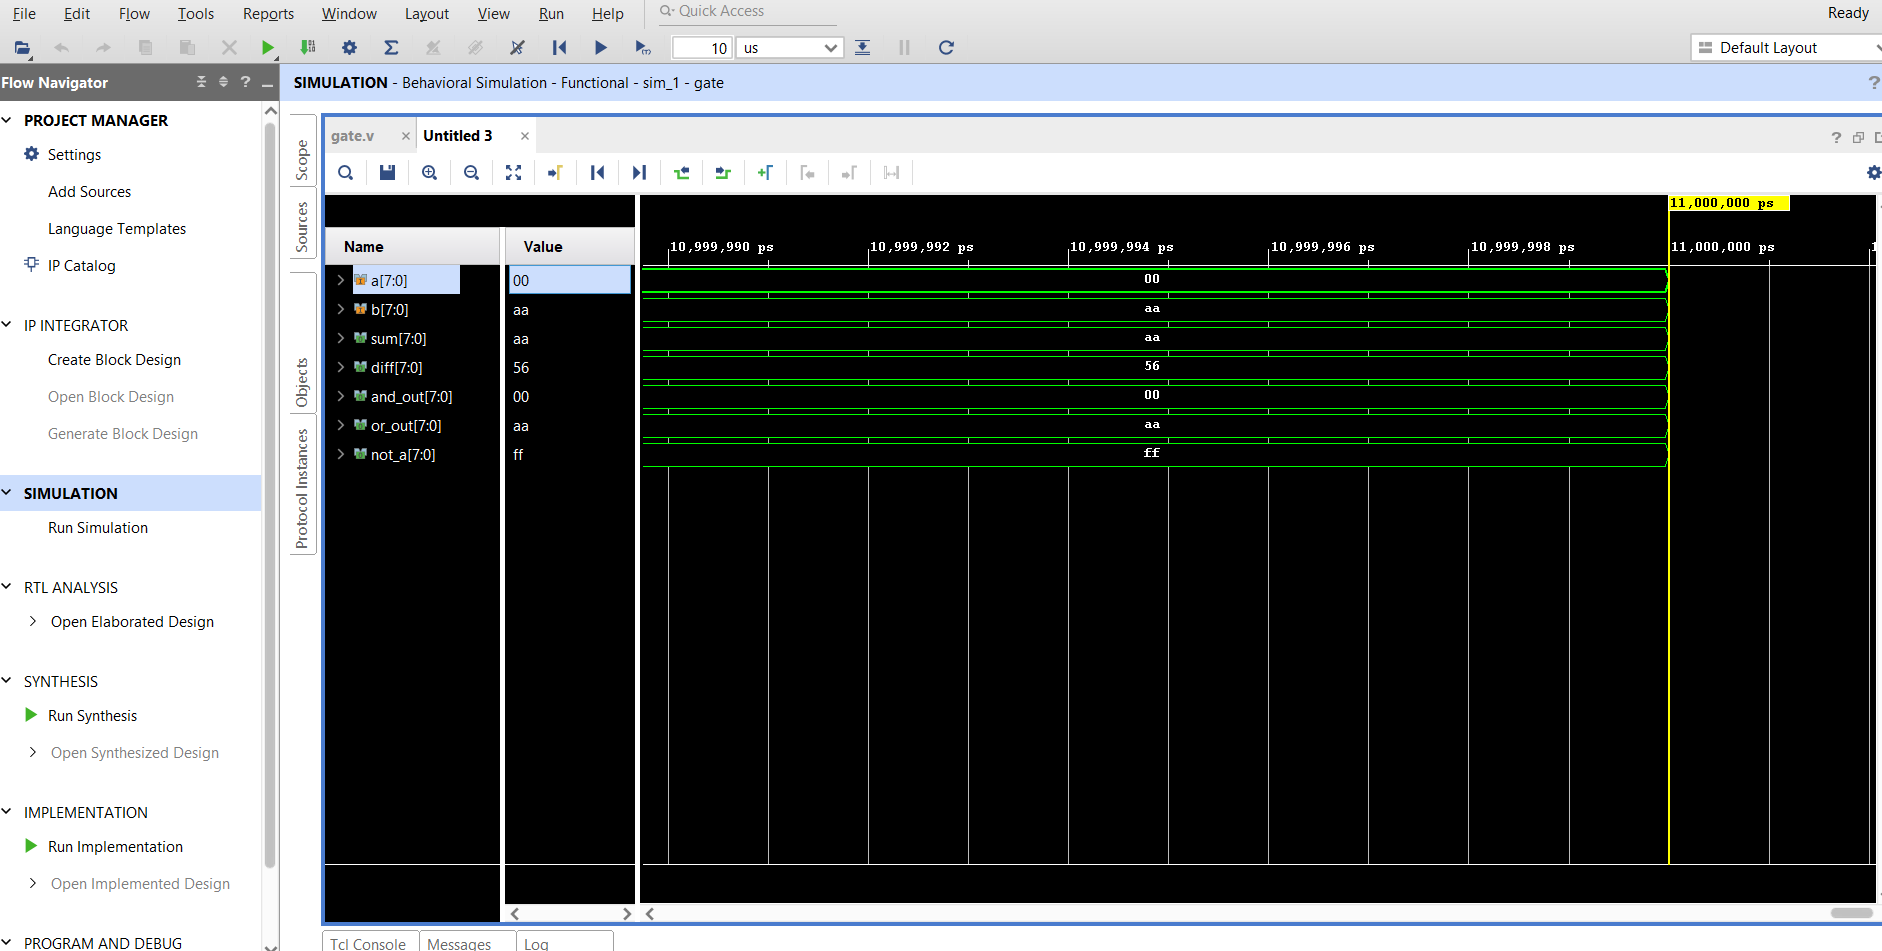 File Edit Flow Tools Reports Window Layout View Run Help Quick Access Ready
10 us Default Layout
Flow Navigator ? SIMULATION - Behavioral Simulation - Functional - sim_1 - gate ?
PROJECT MANAGER
Settings
Add Sources
Language Templates
IP Catalog
IP INTEGRATOR
Create Block Design
Open Block Design
Generate Block Design
SIMULATION
Run Simulation
RTL ANALYSIS
Open Elaborated Design
SYNTHESIS
Run Synthesis
Open Synthesized Design
IMPLEMENTATION
Run Implementation
Open Implemented Design
PROGRAM AND DEBUG
Scope
Sources
Objects
Protocol Instances
gate.v × Untitled 3 × ?
11,000,000 ps
Name Value 10,999,990 ps 10,999,992 ps 10,999,994 ps 10,999,996 ps 10,999,998 ps 11,000,000 ps
a[7:0] 00 00
b[7:0] aa aa
sum[7:0] aa aa
diff[7:0] 56 56
and_out[7:0] 00 00
or_out[7:0] aa aa
not_a[7:0] ff ff
Tcl Console Messages Log